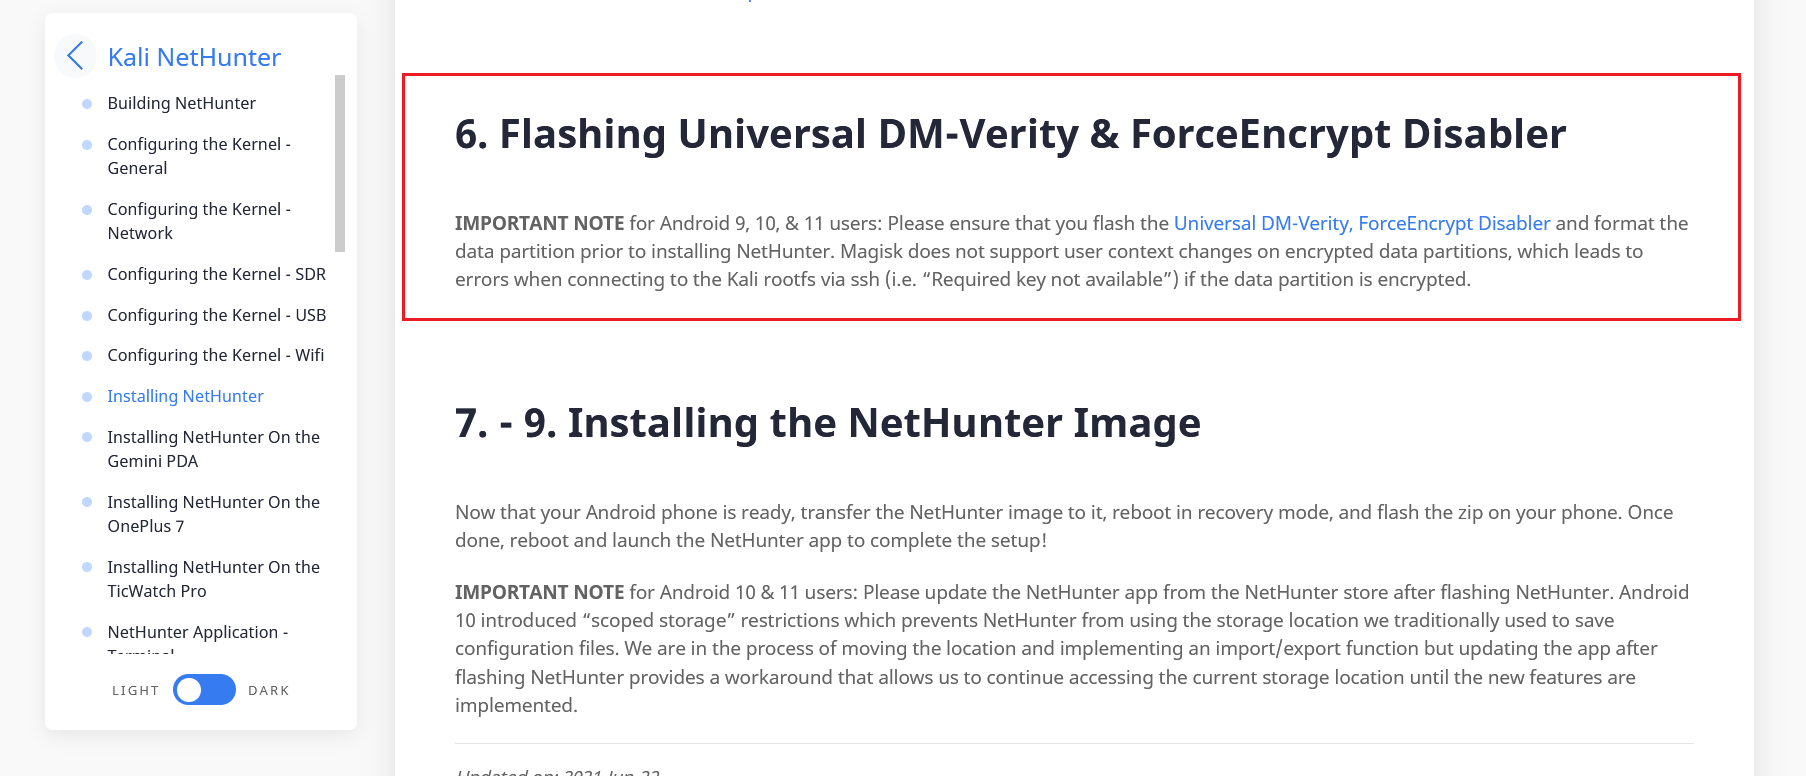 Kali NetHunter
Building NetHunter
Configuring the Kernel -
General
Configuring the Kernel -
Network
Configuring the Kernel - SDR
Configuring the Kernel - USB
Configuring the Kernel - Wifi
Installing NetHunter
Installing NetHunter On the
Gemini PDA
Installing NetHunter On the
OnePlus 7
Installing NetHunter On the
TicWatch Pro
NetHunter Application -
Terminal
LIGHT DARK
6. Flashing Universal DM-Verity & ForceEncrypt Disabler
IMPORTANT NOTE for Android 9, 10, & 11 users: Please ensure that you flash the Universal DM-Verity, ForceEncrypt Disabler and format the
data partition prior to installing NetHunter. Magisk does not support user context changes on encrypted data partitions, which leads to
errors when connecting to the Kali rootfs via ssh (i.e. “Required key not available”) if the data partition is encrypted.
7. - 9. Installing the NetHunter Image
Now that your Android phone is ready, transfer the NetHunter image to it, reboot in recovery mode, and flash the zip on your phone. Once
done, reboot and launch the NetHunter app to complete the setup!
IMPORTANT NOTE for Android 10 & 11 users: Please update the NetHunter app from the NetHunter store after flashing NetHunter. Android
10 introduced “scoped storage” restrictions which prevents NetHunter from using the storage location we traditionally used to save
configuration files. We are in the process of moving the location and implementing an import/export function but updating the app after
flashing NetHunter provides a workaround that allows us to continue accessing the current storage location until the new features are
implemented.
Updated on: 2021-Jun-22